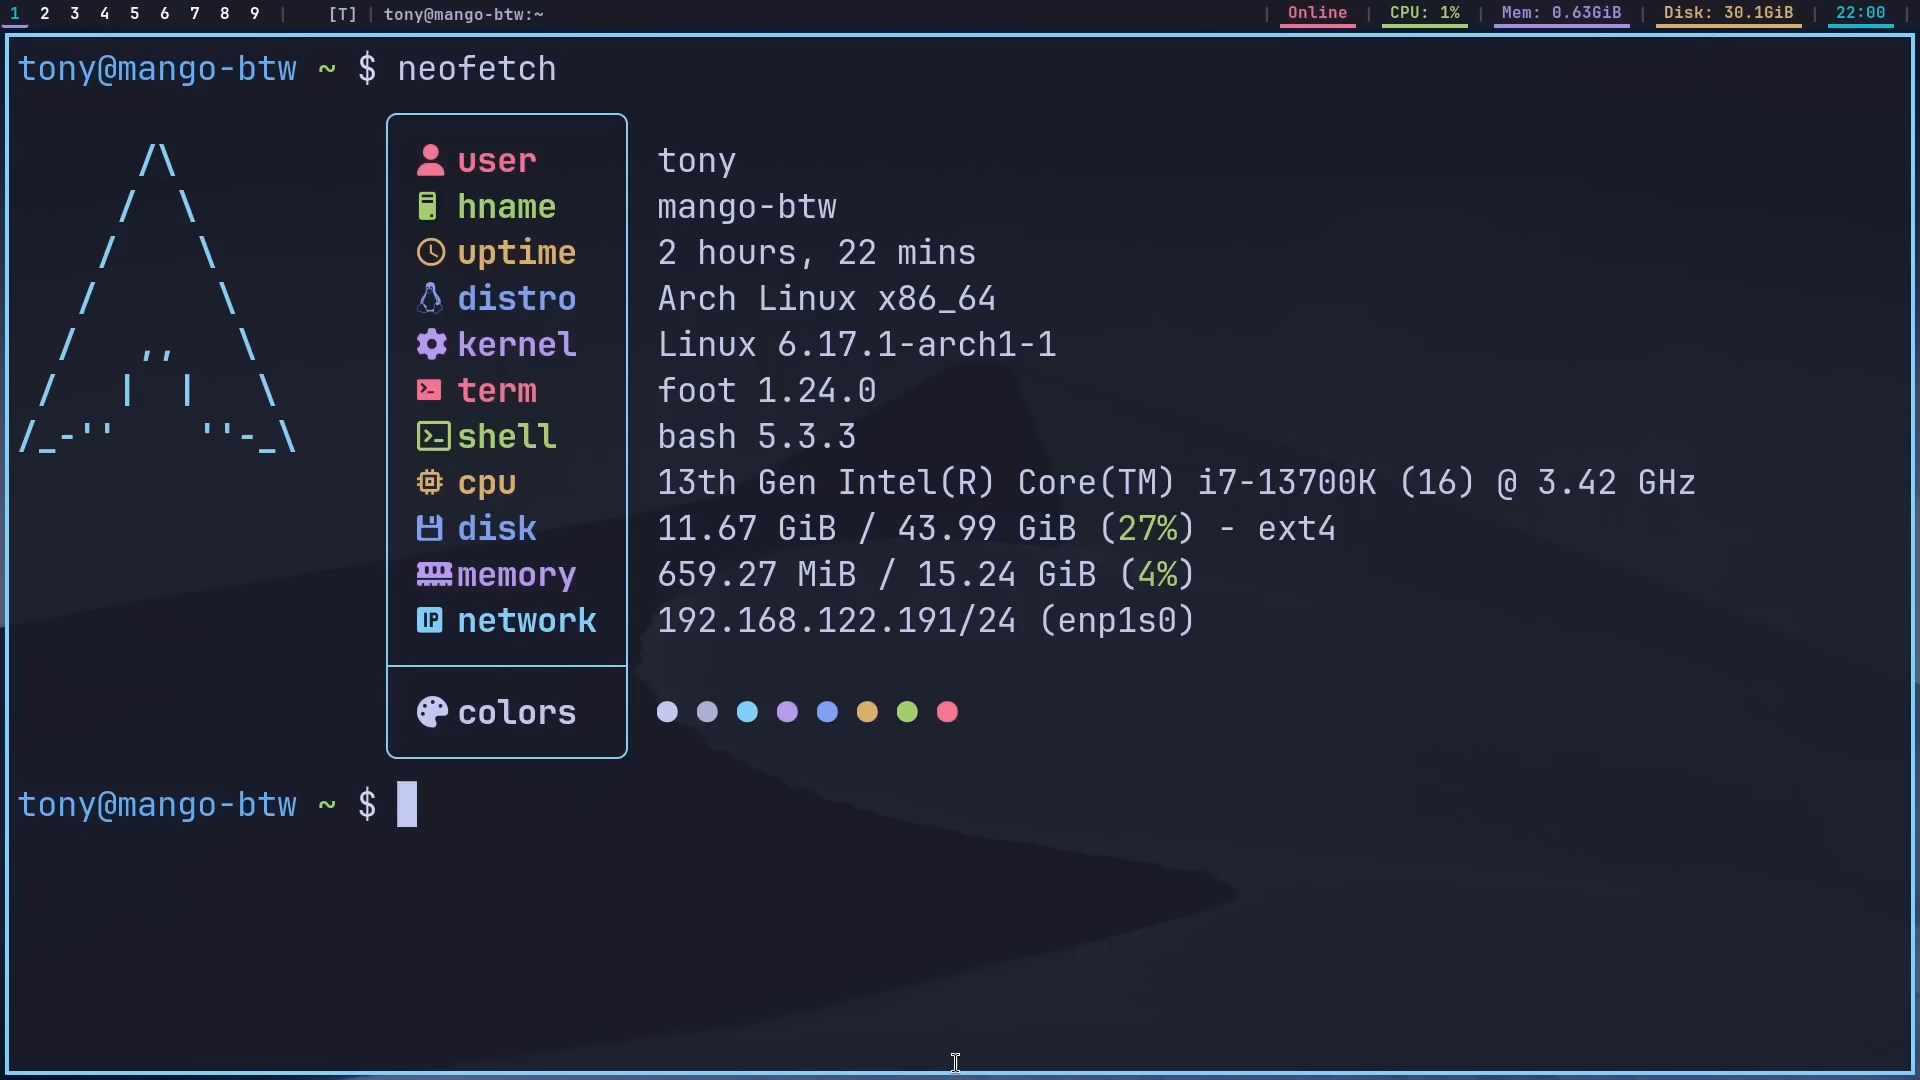 1 2 3 4 5 6 7 8 9 | [T] | tony@mango-btw:~ | Online | CPU: 1% | Mem: 0.63GiB | Disk: 30.1GiB | 22:00 |
tony@mango-btw ~ $ neofetch
user tony
hname mango-btw
uptime 2 hours, 22 mins
distro Arch Linux x86_64
kernel Linux 6.17.1-arch1-1
term foot 1.24.0
shell bash 5.3.3
cpu 13th Gen Intel(R) Core(TM) i7-13700K (16) @ 3.42 GHz
disk 11.67 GiB / 43.99 GiB (27%) - ext4
memory 659.27 MiB / 15.24 GiB (4%)
IP network 192.168.122.191/24 (enp1s0)
colors
tony@mango-btw ~ $